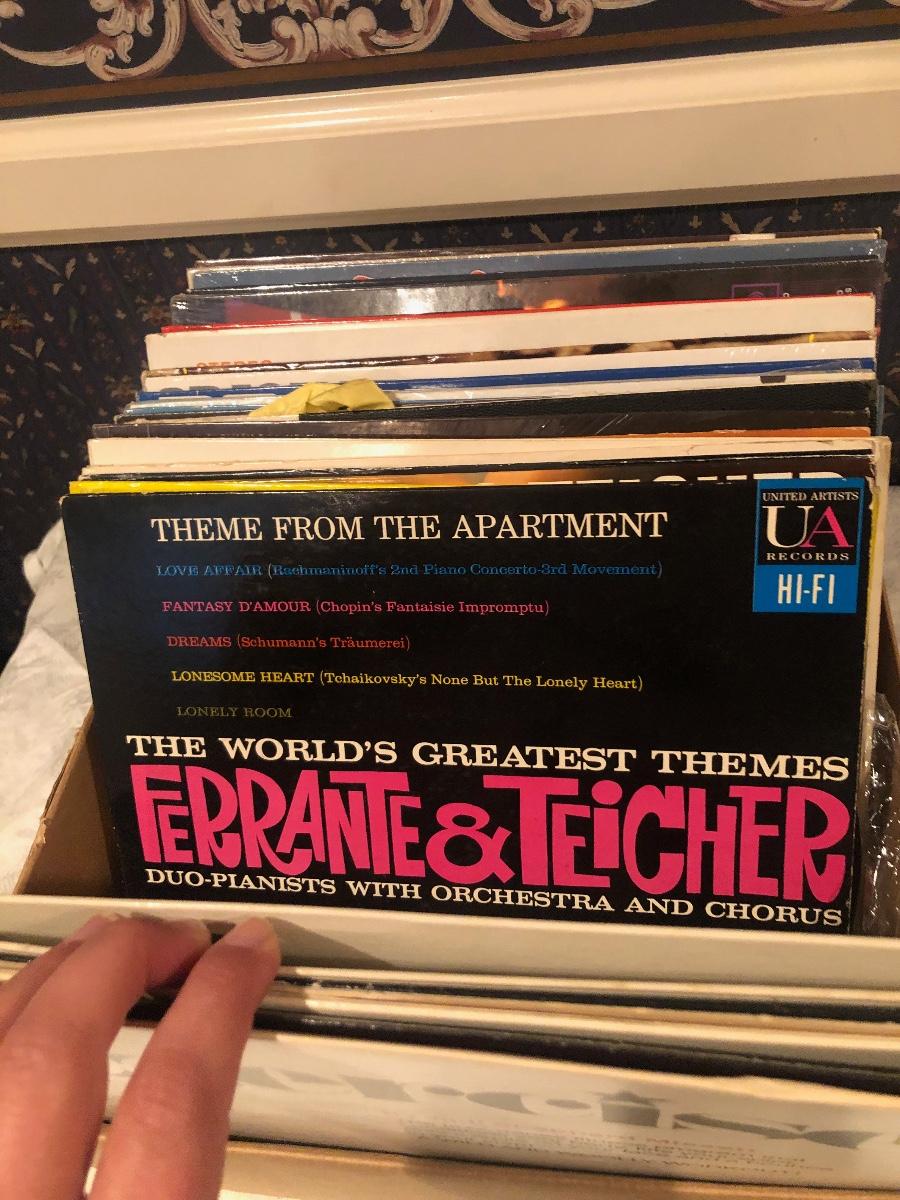 STEREO
THEME FROM THE APARTMENT
LOVE AFFAIR (Rachmaninoff's 2nd Piano Concerto-3rd Movement)
FANTASY D'AMOUR (Chopin's Fantaisie Impromptu)
DREAMS (Schumann's Träumerei)
LONESOME HEART (Tchaikovsky's None But The Lonely Heart)
LONELY ROOM
UNITED ARTISTS
UA
RECORDS
HI-FI
THE WORLD'S GREATEST THEMES
FERRANTE & TEiCHER
DUO-PIANISTS WITH ORCHESTRA AND CHORUS